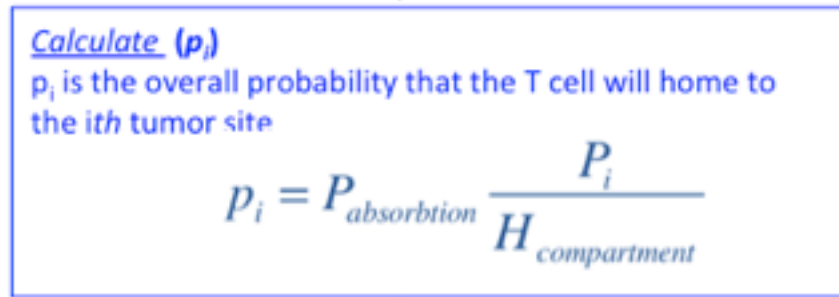 Calculate (pi)
pi is the overall probability that the T cell will home to
the ith tumor site
pi = Pabsorbtion Pi / Hcompartment